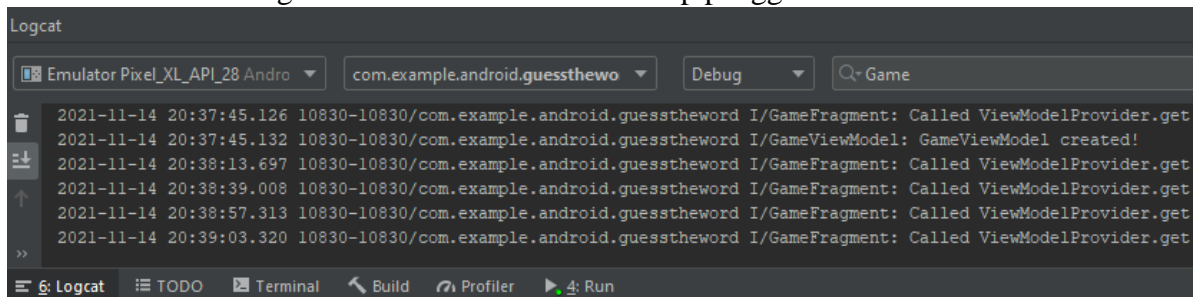 Logcat
Emulator Pixel_XL_API_28 Andro com.example.android.guessthewo Debug Game
2021-11-14 20:37:45.126 10830-10830/com.example.android.guesstheword I/GameFragment: Called ViewModelProvider.get
2021-11-14 20:37:45.132 10830-10830/com.example.android.guesstheword I/GameViewModel: GameViewModel created!
2021-11-14 20:38:13.697 10830-10830/com.example.android.guesstheword I/GameFragment: Called ViewModelProvider.get
2021-11-14 20:38:39.008 10830-10830/com.example.android.guesstheword I/GameFragment: Called ViewModelProvider.get
2021-11-14 20:38:57.313 10830-10830/com.example.android.guesstheword I/GameFragment: Called ViewModelProvider.get
2021-11-14 20:39:03.320 10830-10830/com.example.android.guesstheword I/GameFragment: Called ViewModelProvider.get
6: Logcat TODO Terminal Build Profiler 4: Run